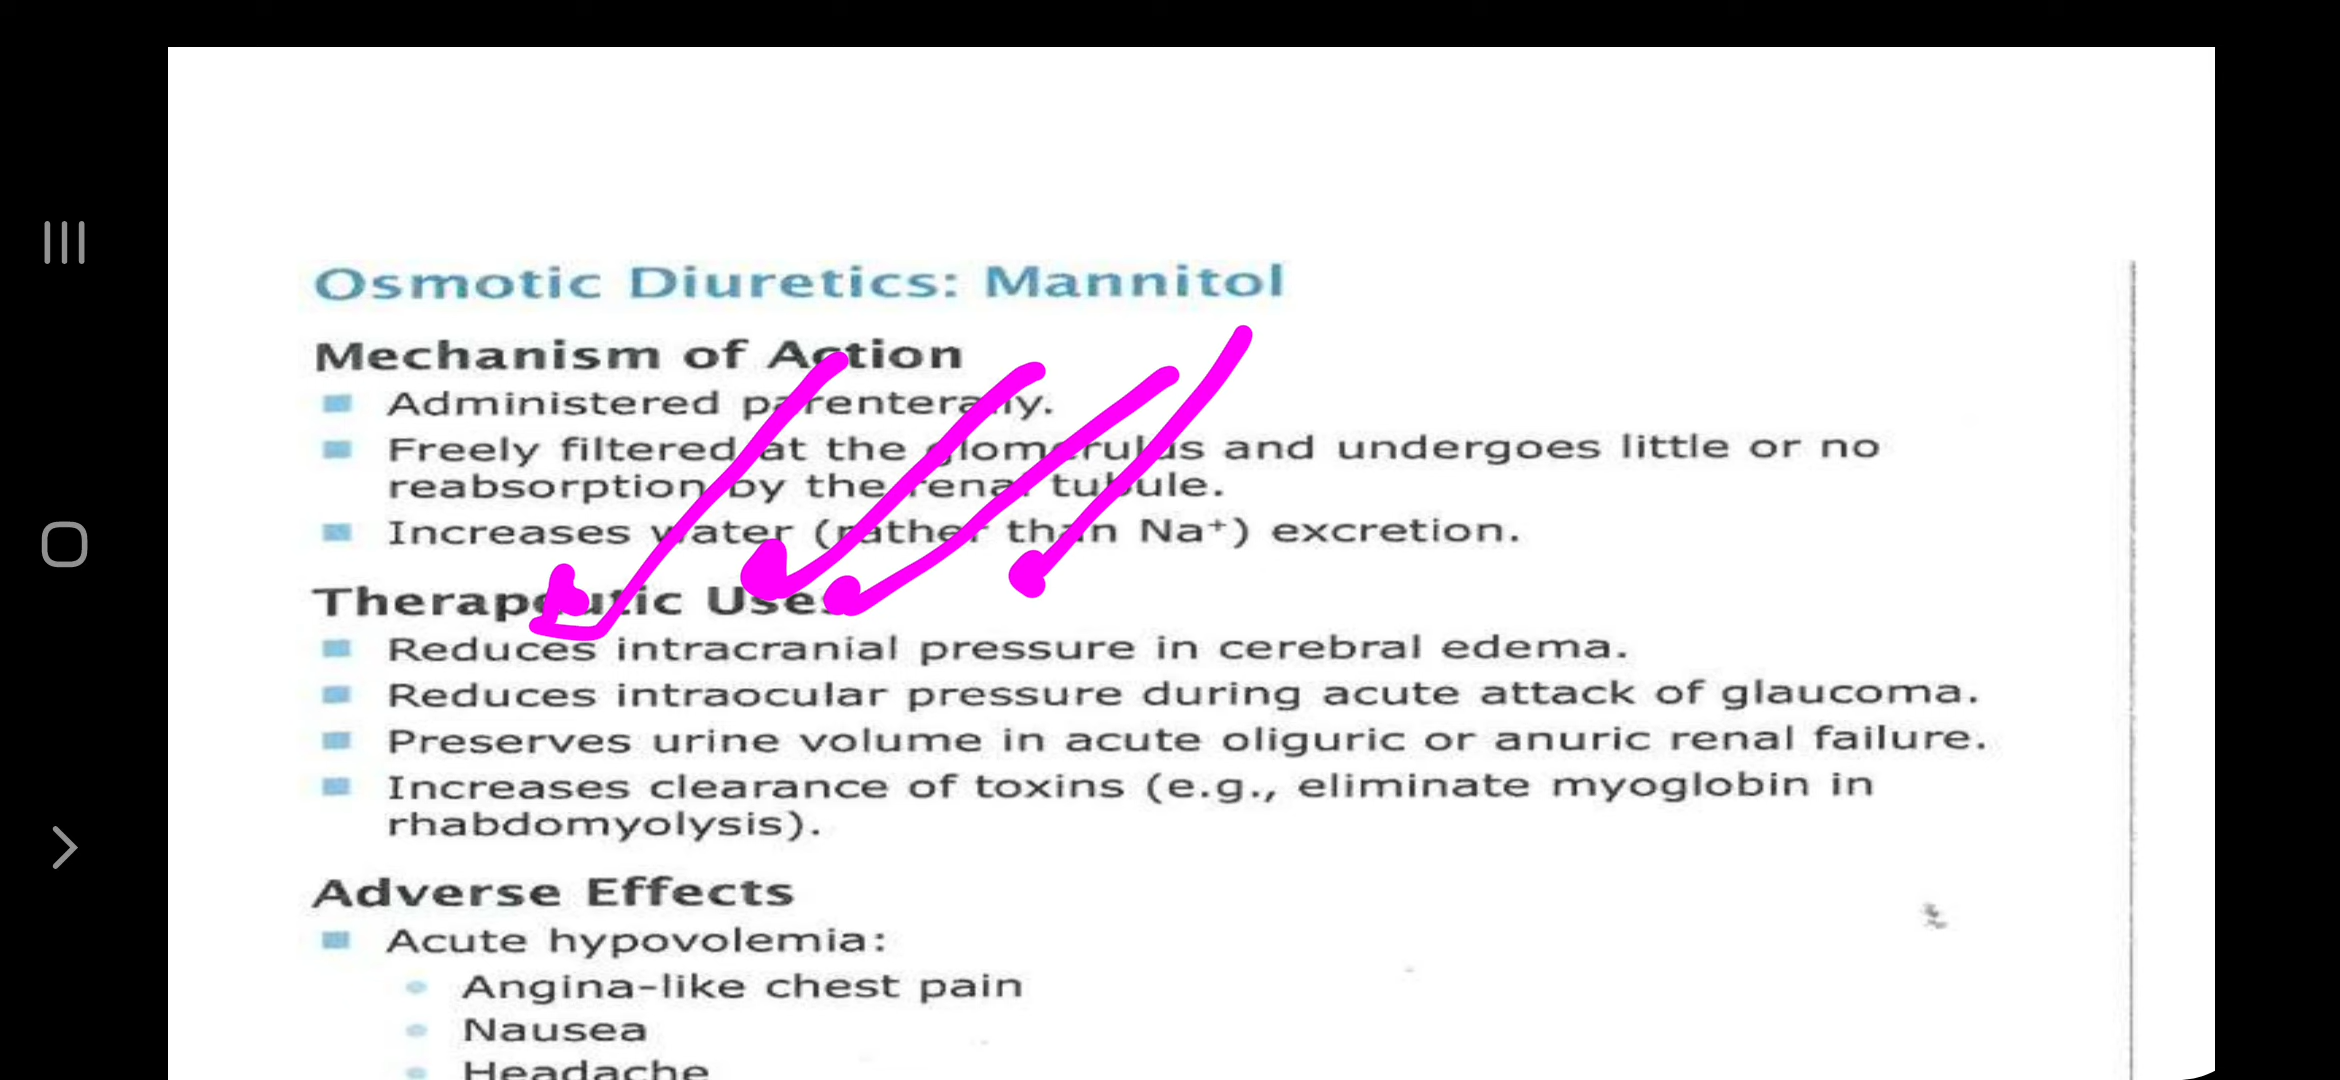 Osmotic Diuretics: Mannitol
Mechanism of Action
Administered parenterally.
Freely filtered at the glomerulus and undergoes little or no
reabsorption by the renal tubule.
Increases water (rather than Na⁺) excretion.
Therapeutic Uses
Reduces intracranial pressure in cerebral edema.
Reduces intraocular pressure during acute attack of glaucoma.
Preserves urine volume in acute oliguric or anuric renal failure.
Increases clearance of toxins (e.g., eliminate myoglobin in
rhabdomyolysis).
Adverse Effects
Acute hypovolemia:
Angina-like chest pain
Nausea
Headache